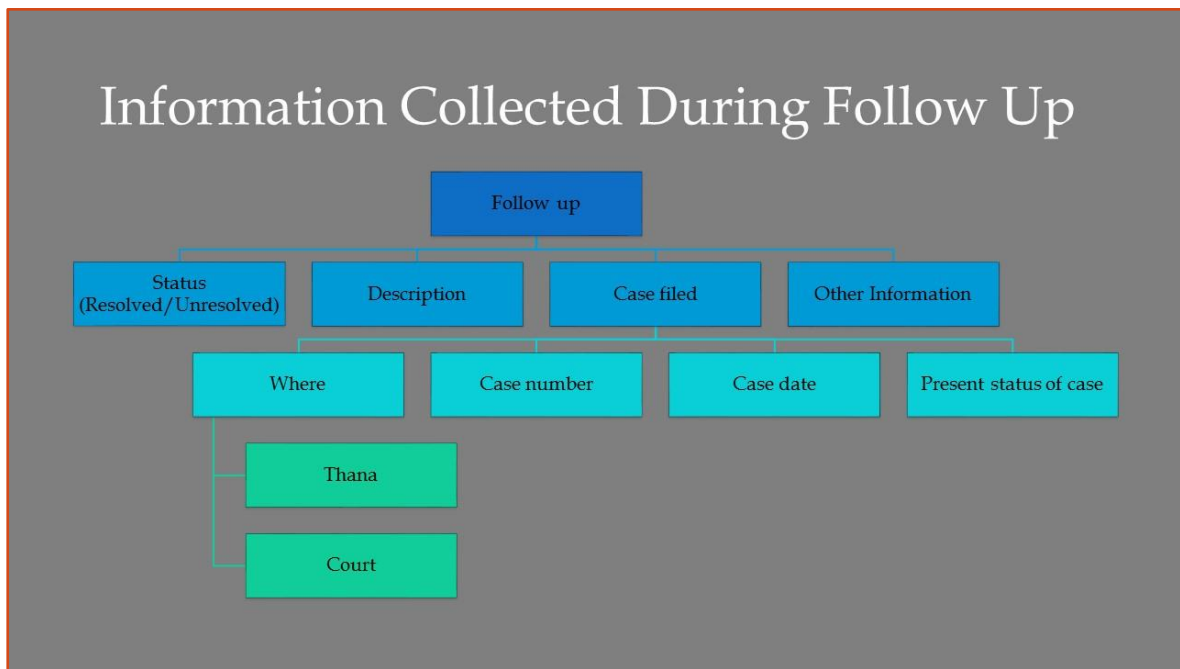 Information Collected During Follow Up
Follow up
Status
(Resolved/Unresolved)
Description
Case filed
Other Information
Where
Case number
Case date
Present status of case
Thana
Court